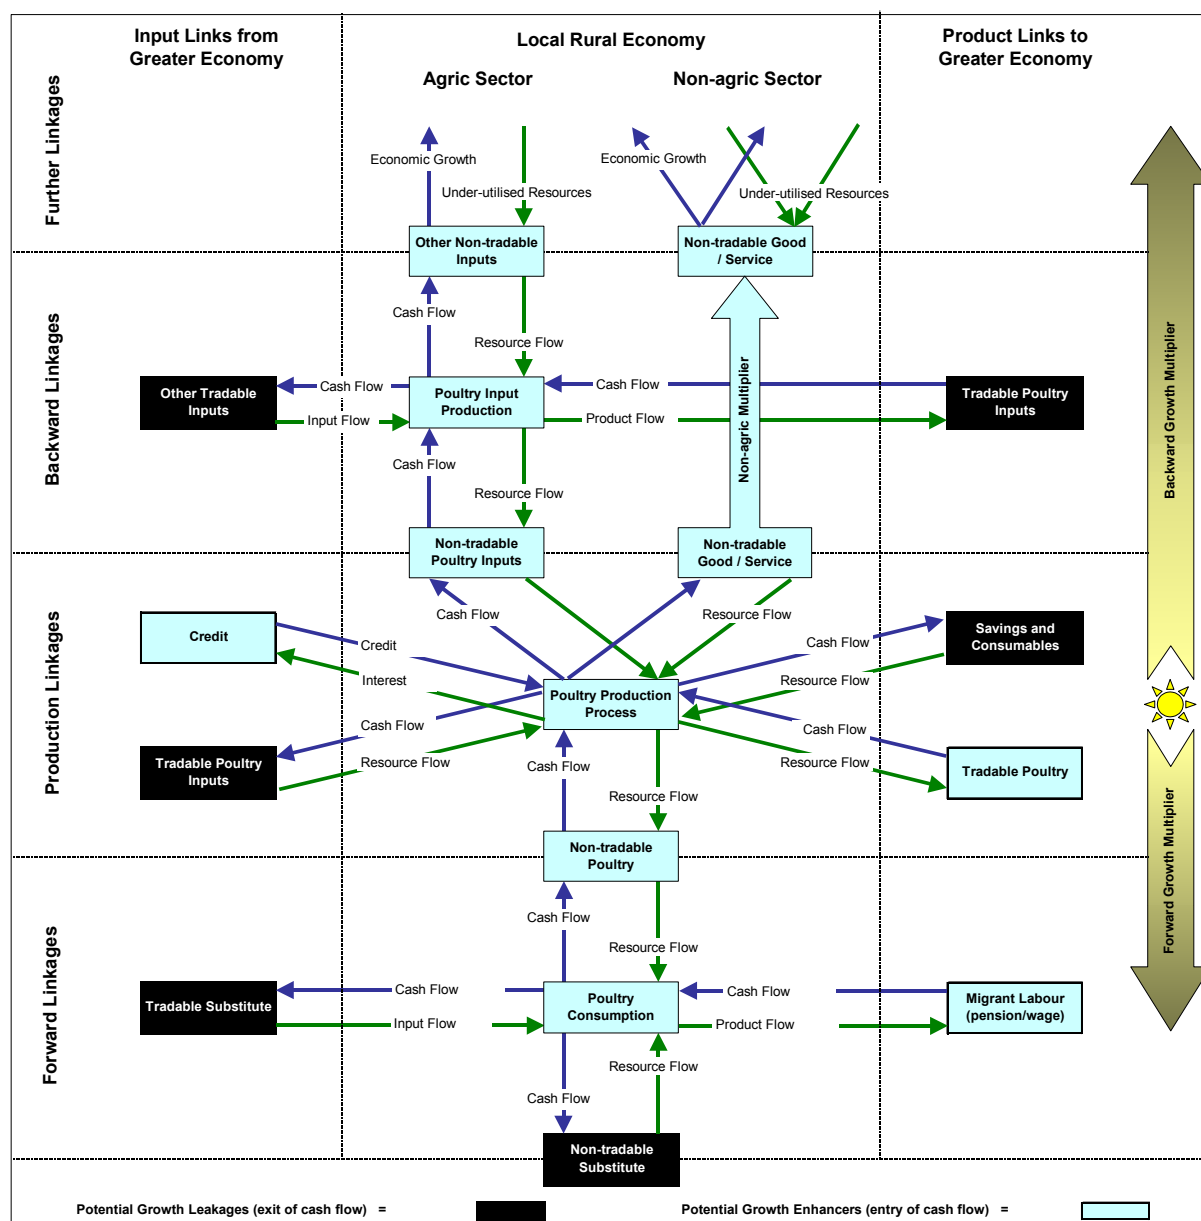 Input Links from
Greater Economy
Local Rural Economy
Product Links to
Greater Economy
Agric Sector
Non-agric Sector
Further Linkages
Economic Growth
Under-utilised Resources
Economic Growth
Under-utilised Resources
Other Non-tradable
Inputs
Non-tradable Good
/ Service
Backward Linkages
Cash Flow
Resource Flow
Other Tradable
Inputs
Cash Flow
Input Flow
Poultry Input
Production
Cash Flow
Product Flow
Tradable Poultry
Inputs
Non-agric Multiplier
Backward Growth Multiplier
Cash Flow
Resource Flow
Non-tradable
Poultry Inputs
Non-tradable
Good / Service
Production Linkages
Cash Flow
Resource Flow
Credit
Credit
Interest
Cash Flow
Resource Flow
Savings and
Consumables
Poultry Production
Process
Cash Flow
Resource Flow
Tradable Poultry
Inputs
Cash Flow
Resource Flow
Tradable Poultry
Cash Flow
Resource Flow
Non-tradable
Poultry
Forward Growth Multiplier
Forward Linkages
Cash Flow
Resource Flow
Tradable Substitute
Cash Flow
Input Flow
Poultry
Consumption
Cash Flow
Product Flow
Migrant Labour
(pension/wage)
Resource Flow
Cash Flow
Non-tradable
Substitute
Potential Growth Leakages (exit of cash flow) =
Potential Growth Enhancers (entry of cash flow) =